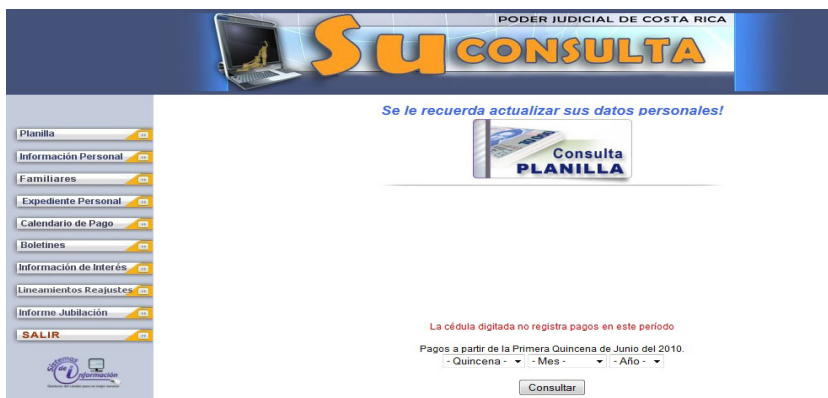 PODER JUDICIAL DE COSTA RICA
Su CONSULTA
Se le recuerda actualizar sus datos personales!
Consulta
PLANILLA
Planilla
Información Personal
Familiares
Expediente Personal
Calendario de Pago
Boletines
Información de Interés
Lineamientos Reajustes
Informe Jubilación
SALIR
Sistemas
de Información
La cédula digitada no registra pagos en este período
Pagos a partir de la Primera Quincena de Junio del 2010.
- Quincena - - Mes - - Año -
Consultar